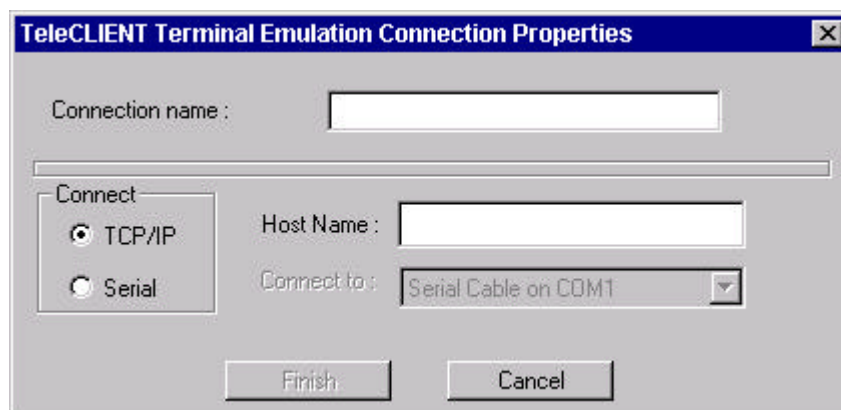 TeleCLIENT Terminal Emulation Connection Properties
Connection name :
Connect
TCP/IP
Host Name :
Serial
Connect to :
Serial Cable on COM1
Finish
Cancel